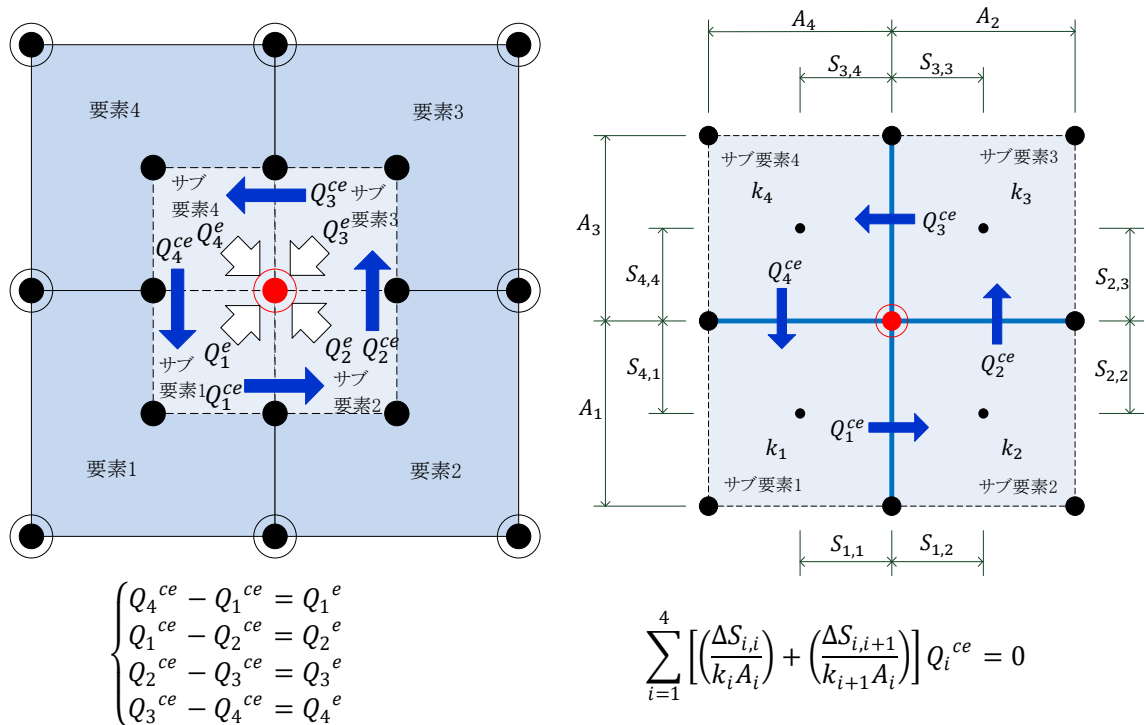 要素4
要素3
サブ
要素4
Q_3^{ce}
サブ
要素3
Q_4^{ce}
Q_4^e
Q_3^e
サブ
要素1
Q_1^e
Q_1^{ce}
Q_2^e
Q_2^{ce}
サブ
要素2
要素1
要素2
A_4
A_2
S_{3,4}
S_{3,3}
サブ要素4
サブ要素3
k_4
k_3
A_3
Q_3^{ce}
S_{4,4}
Q_4^{ce}
S_{2,3}
S_{4,1}
Q_2^{ce}
S_{2,2}
A_1
Q_1^{ce}
k_1
k_2
サブ要素1
サブ要素2
S_{1,1}
S_{1,2}
Q_4^{ce} − Q_1^{ce} = Q_1^e
Q_1^{ce} − Q_2^{ce} = Q_2^e
Q_2^{ce} − Q_3^{ce} = Q_3^e
Q_3^{ce} − Q_4^{ce} = Q_4^e
\sum_{i=1}^{4} [(\frac{ΔS_{i,i}}{k_i A_i}) + (\frac{ΔS_{i,i+1}}{k_{i+1} A_i})] Q_i^{ce} = 0